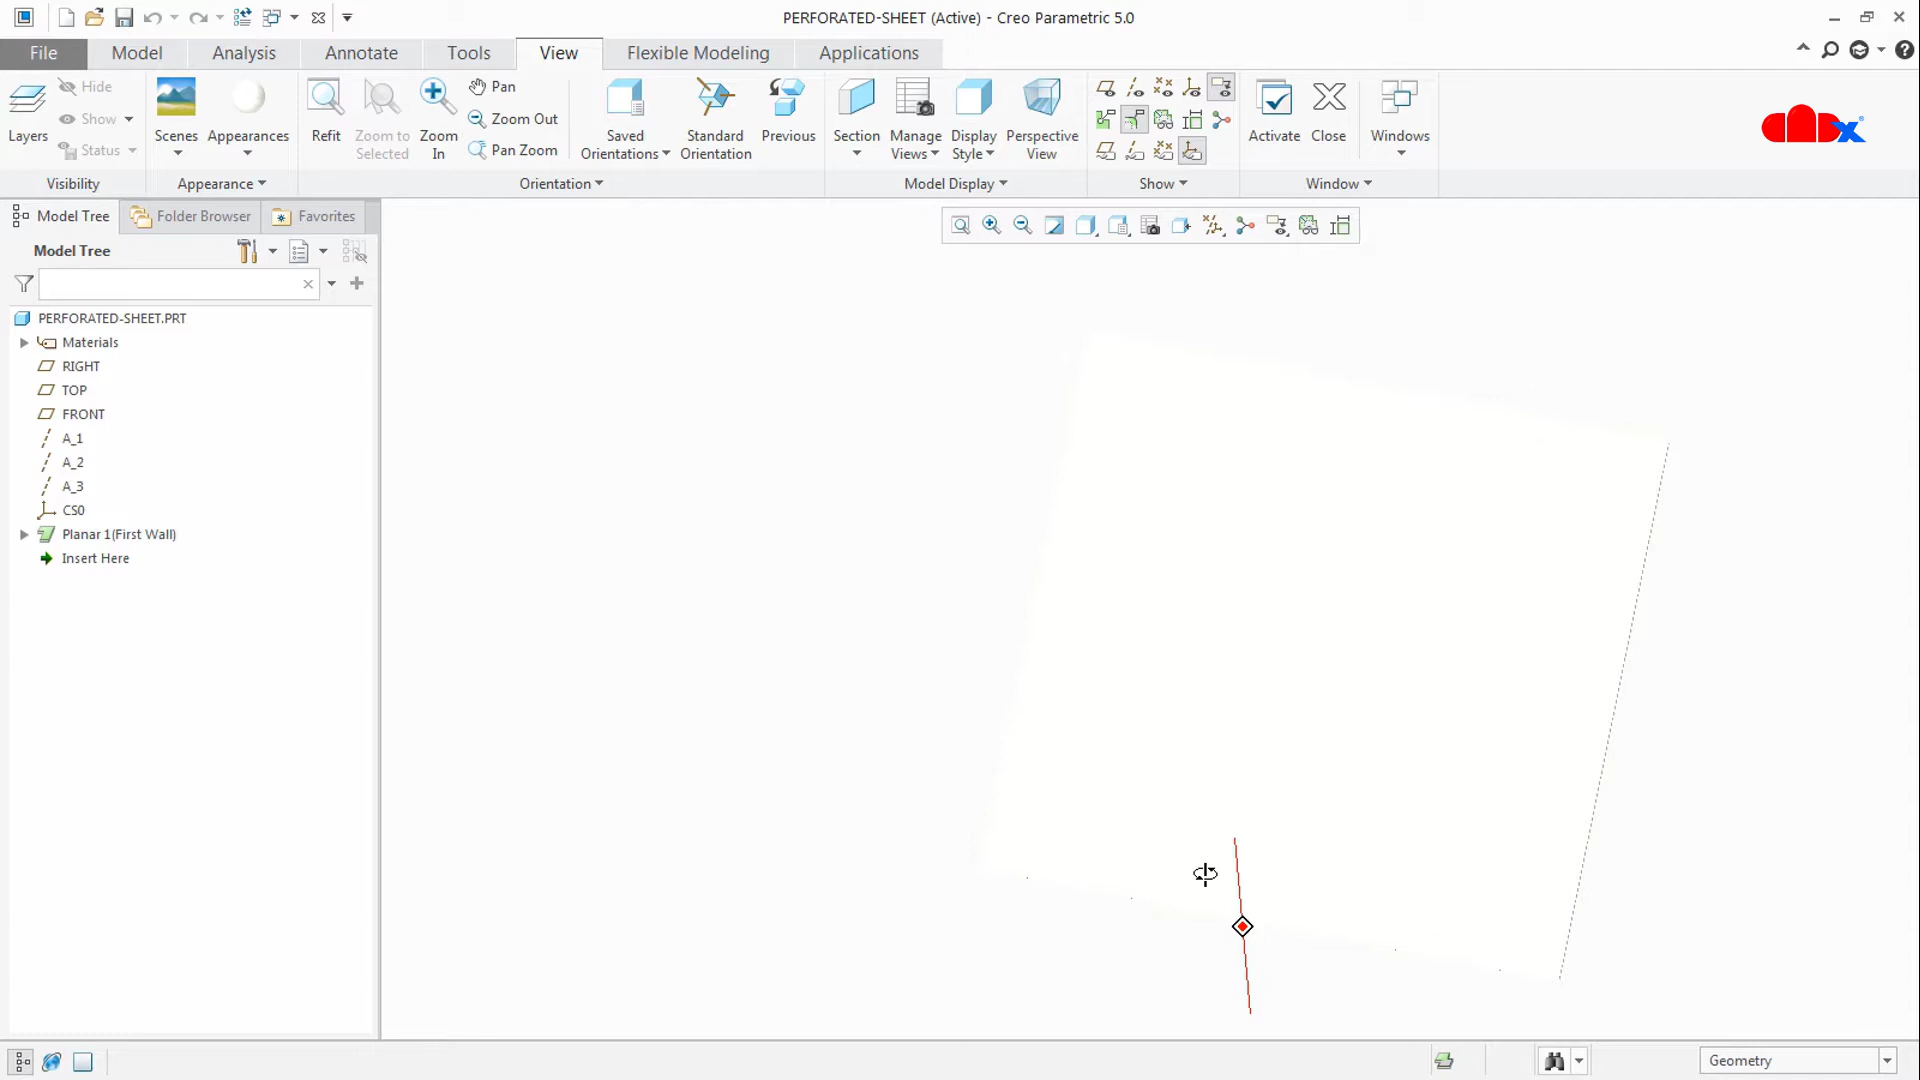 PERFORATED-SHEET (Active) - Creo Parametric 5.0
File Model Analysis Annotate Tools View Flexible Modeling Applications
Layers
Hide
Show
Status
Visibility
Scenes
Appearances
Appearance
Refit
Zoom to
Selected
Zoom
In
Pan
Zoom Out
Pan Zoom
Saved
Orientations
Standard
Orientation
Previous
Orientation
Section
Manage
Views
Display
Style
Perspective
View
Model Display
Show
Activate
Close
Windows
Window
Model Tree Folder Browser Favorites
Model Tree
PERFORATED-SHEET.PRT
Materials
RIGHT
TOP
FRONT
A_1
A_2
A_3
CS0
Planar 1(First Wall)
Insert Here
Geometry